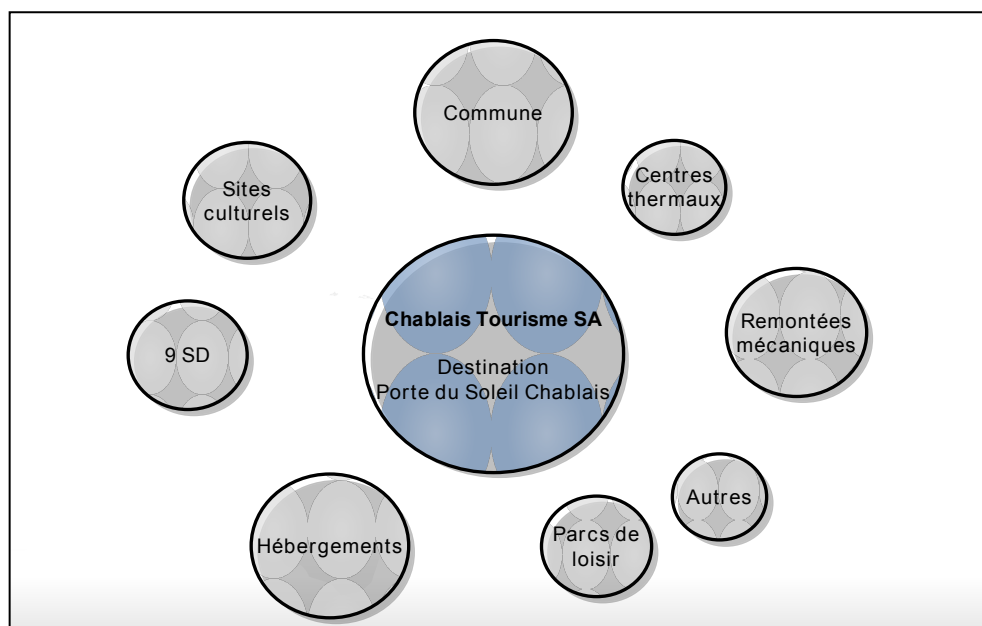 Commune
Centres
thermaux
Sites
culturels
Chablais Tourisme SA
Destination
Porte du Soleil Chablais
Remontées
mécaniques
9 SD
Autres
Hébergements
Parcs de
loisir